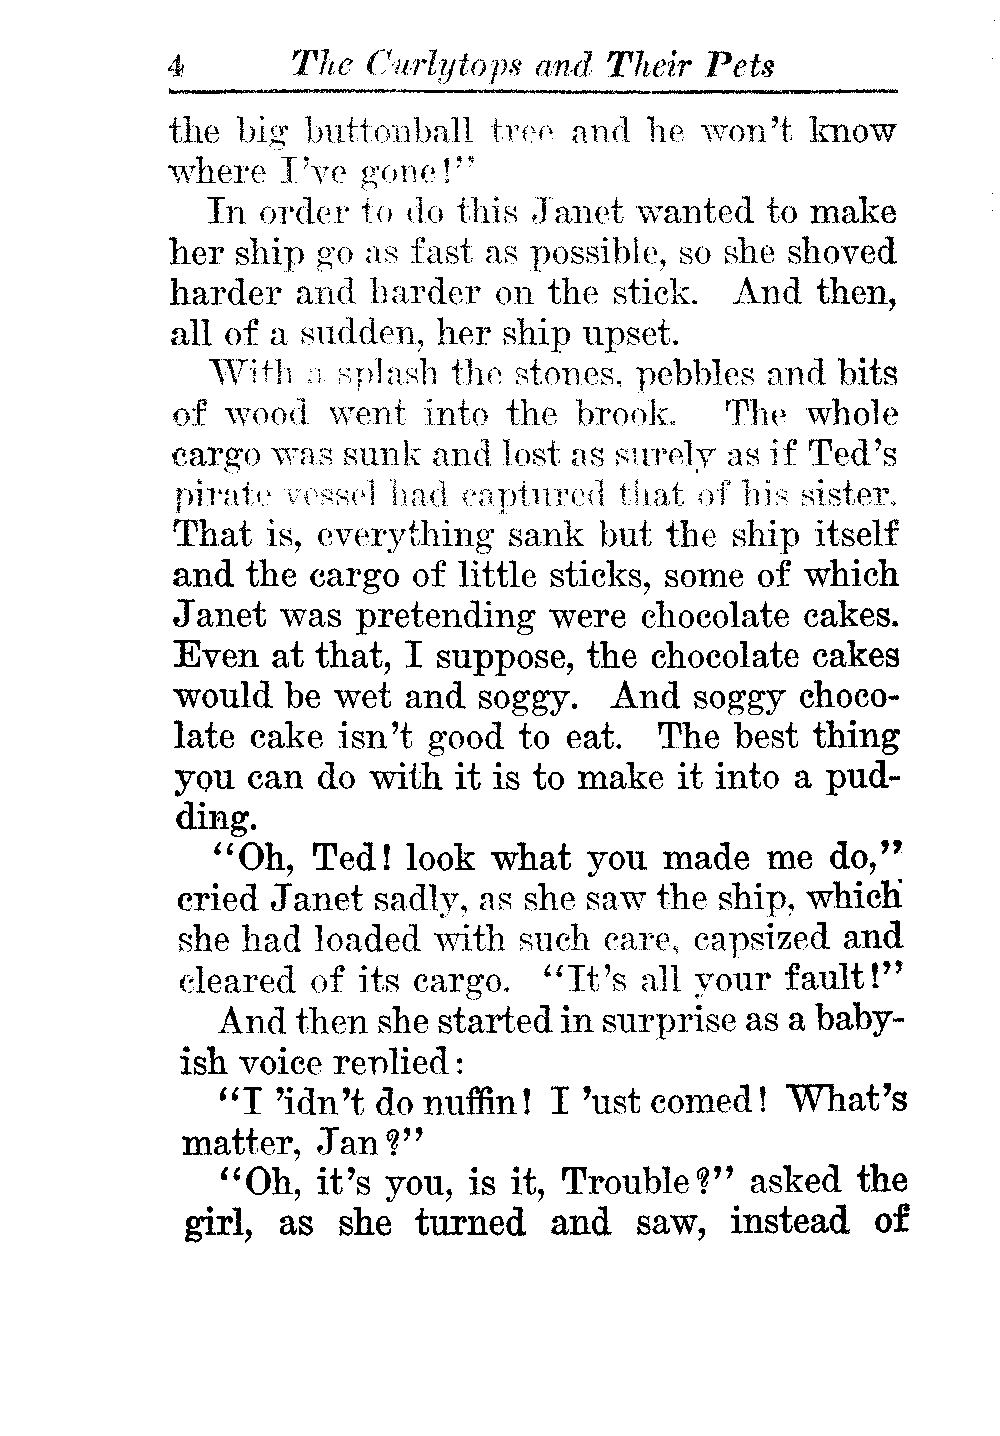 4 The Curlytops and Their Pets
the big buttonball tree and he won't know
where I've gone!"
In order to do this Janet wanted to make
her ship go as fast as possible, so she shoved
harder and harder on the stick. And then,
all of a sudden, her ship upset.
With a splash the stones, pebbles and bits
of wood went into the brook. The whole
cargo was sunk and lost as surely as if Ted's
pirate vessel had captured that of his sister.
That is, everything sank but the ship itself
and the cargo of little sticks, some of which
Janet was pretending were chocolate cakes.
Even at that, I suppose, the chocolate cakes
would be wet and soggy. And soggy choco-
late cake isn't good to eat. The best thing
you can do with it is to make it into a pud-
ding.
"Oh, Ted! look what you made me do,"
cried Janet sadly, as she saw the ship, which
she had loaded with such care, capsized and
cleared of its cargo. "It's all your fault!"
And then she started in surprise as a baby-
ish voice replied:
"I 'idn't do nuffin! I 'ust comed! What's
matter, Jan?"
"Oh, it's you, is it, Trouble?" asked the
girl, as she turned and saw, instead of